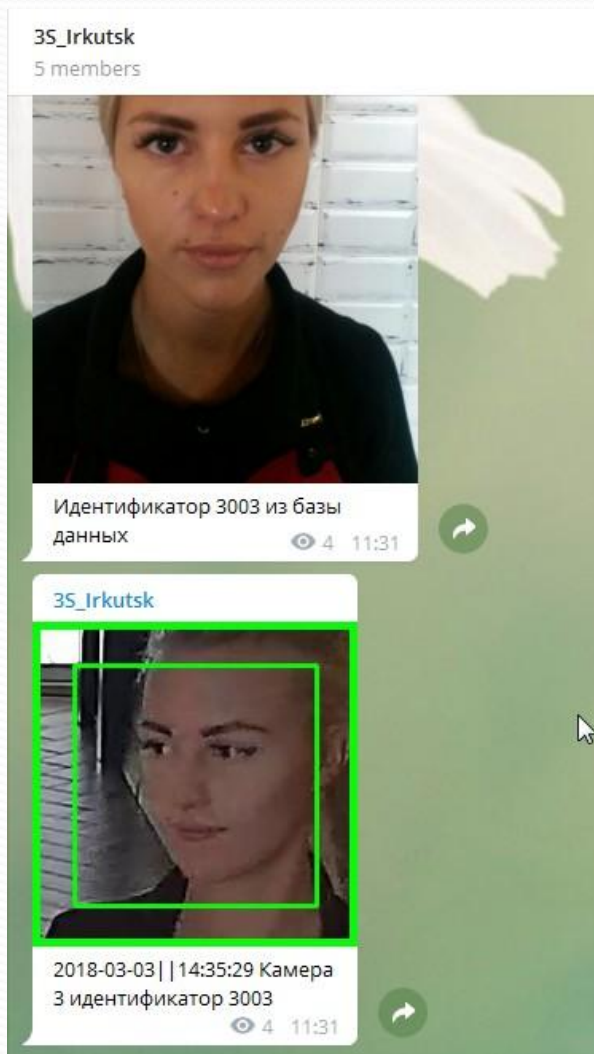 3S_Irkutsk
5 members
Идентификатор 3003 из базы
данных
4 11:31
3S_Irkutsk
2018-03-03||14:35:29 Камера
3 идентификатор 3003
4 11:31